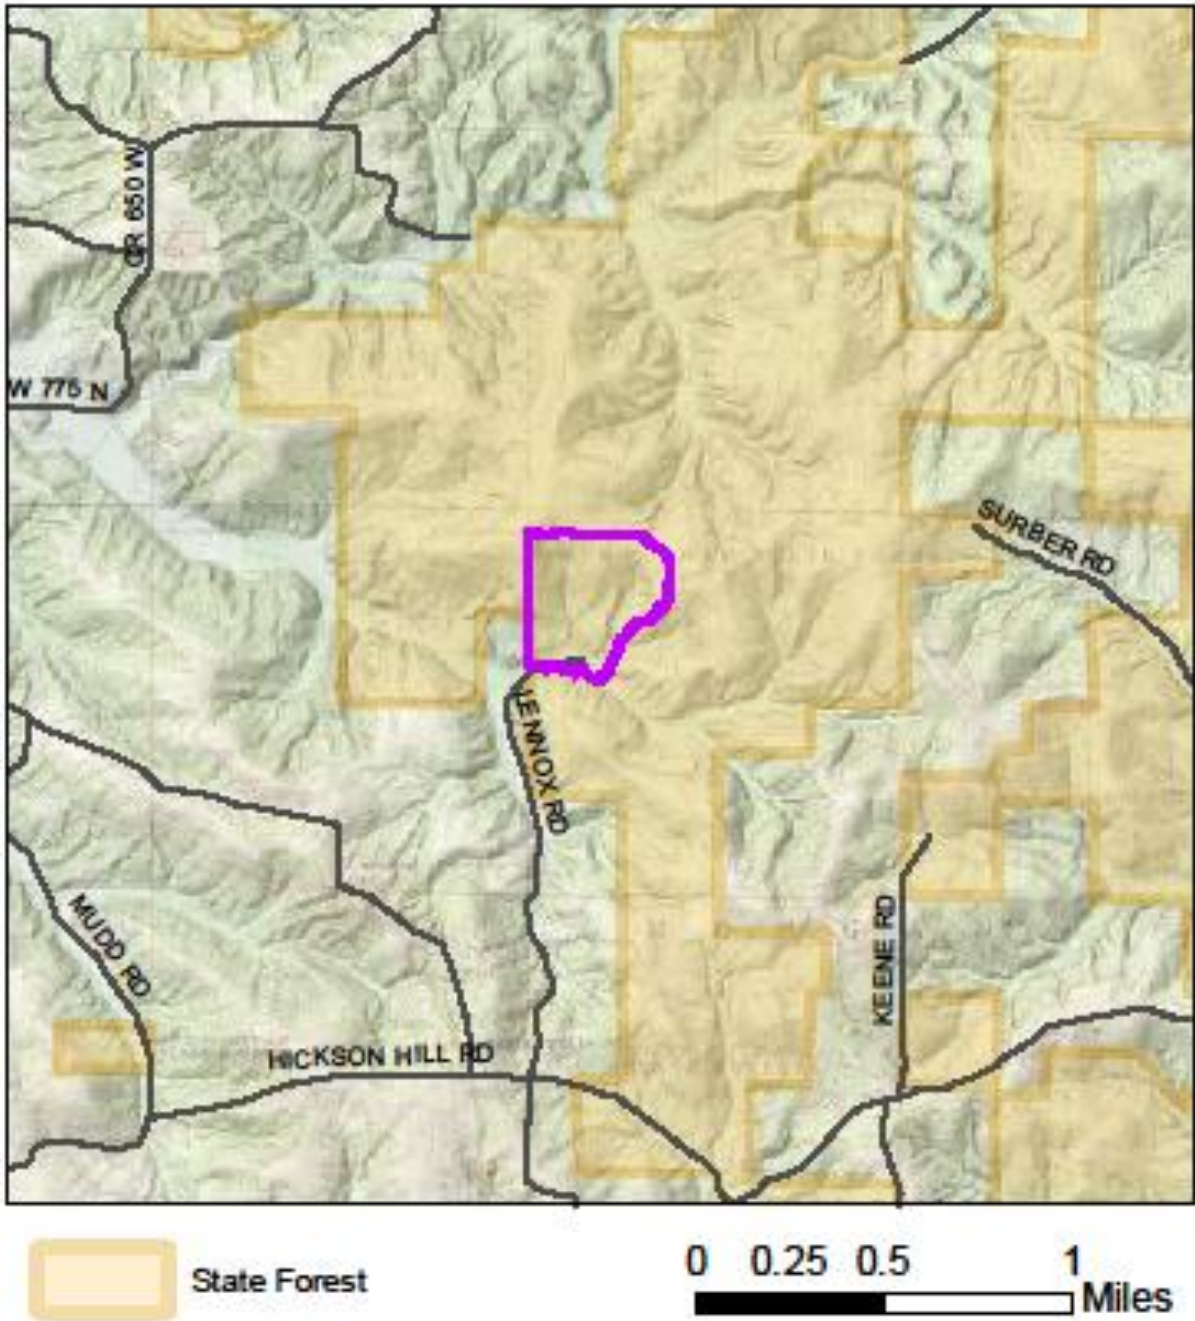 CR 650 W
W 775 N
SURBER RD
LENNOX RD
MUDD RD
KEENE RD
HICKSON HILL RD
State Forest
0 0.25 0.5 1
Miles